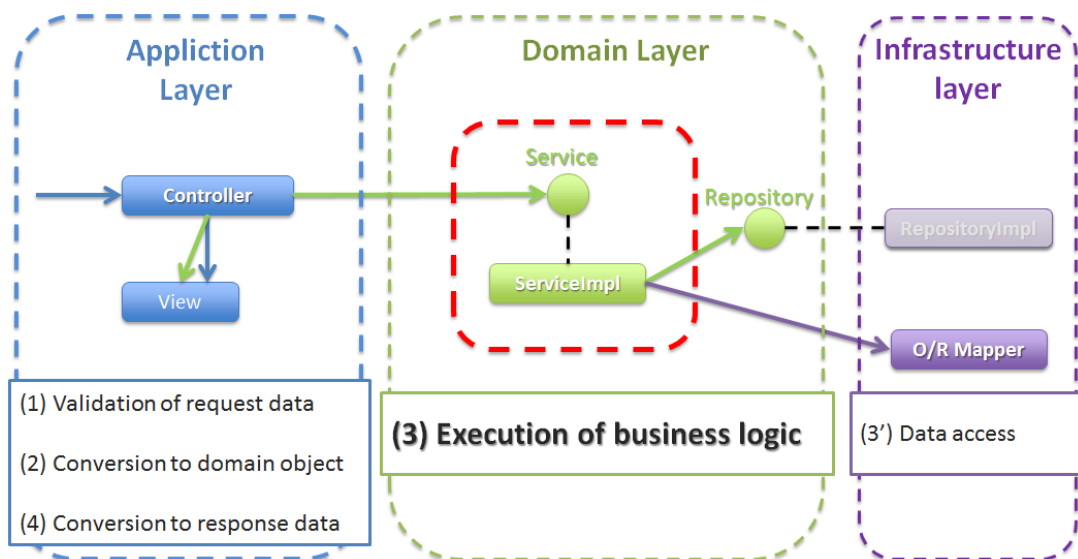 Appliction
Layer
Domain Layer
Infrastructure
layer
Service
Controller
Repository
RepositoryImpl
ServiceImpl
View
O/R Mapper
(1) Validation of request data
(2) Conversion to domain object
(4) Conversion to response data
(3) Execution of business logic
(3’) Data access